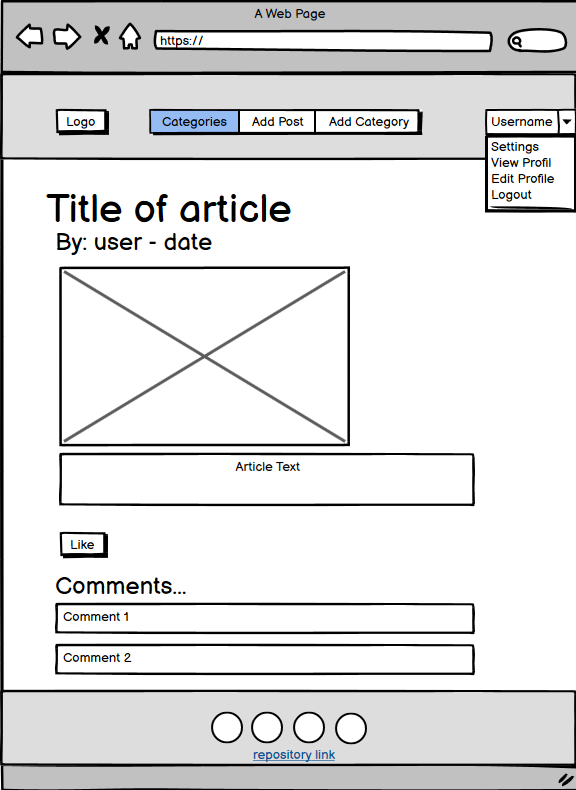 A Web Page
https://
Logo
Categories
Add Post
Add Category
Username
Settings
View Profil
Edit Profile
Logout
Title of article
By: user - date
Article Text
Like
Comments...
Comment 1
Comment 2
repository link